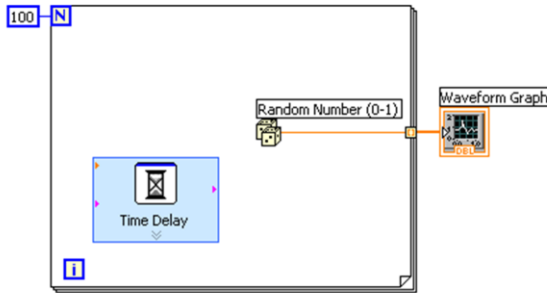 100
N
Random Number (0-1)
Waveform Graph
DBL
Time Delay
i